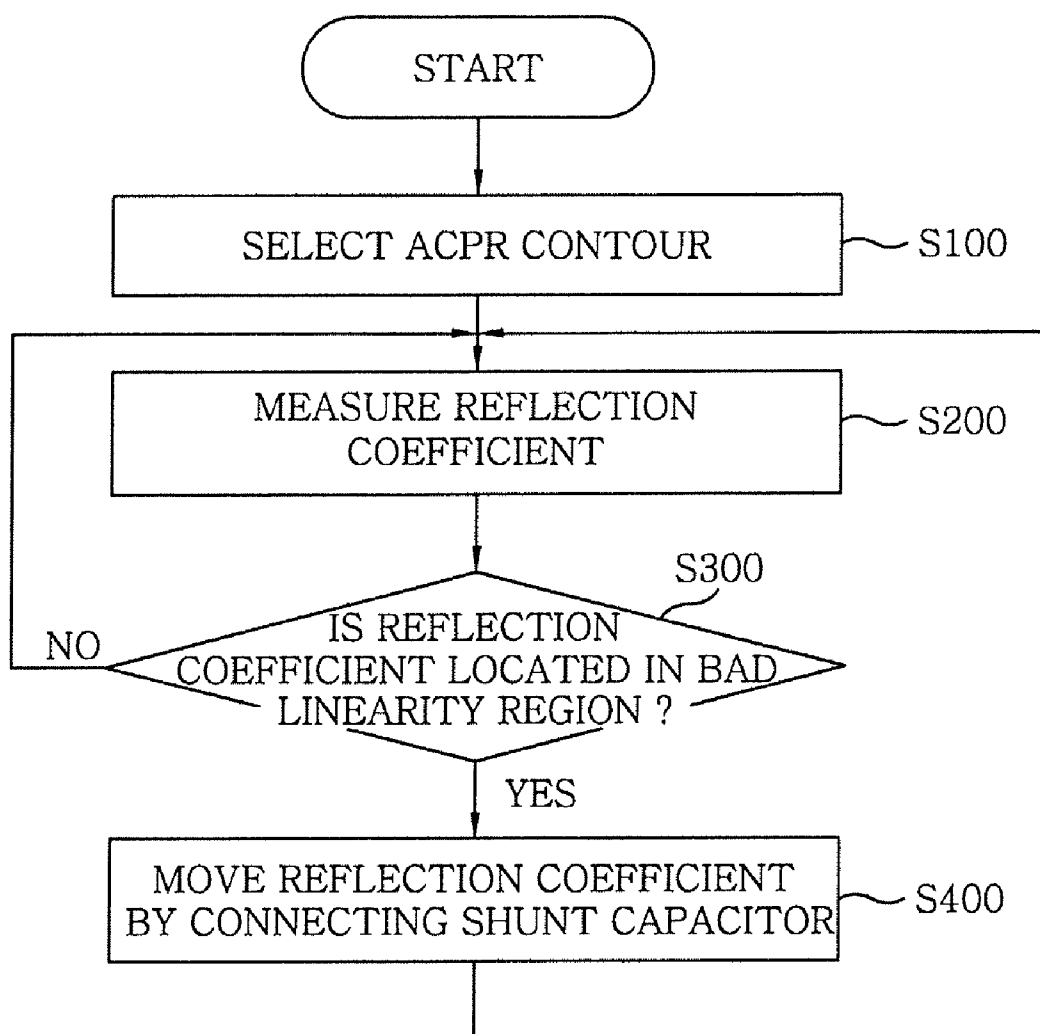 START
SELECT ACPR CONTOUR
S100
MEASURE REFLECTION
COEFFICIENT
S200
S300
IS REFLECTION
COEFFICIENT LOCATED IN BAD
LINEARITY REGION ?
NO
YES
MOVE REFLECTION COEFFICIENT
BY CONNECTING SHUNT CAPACITOR
S400